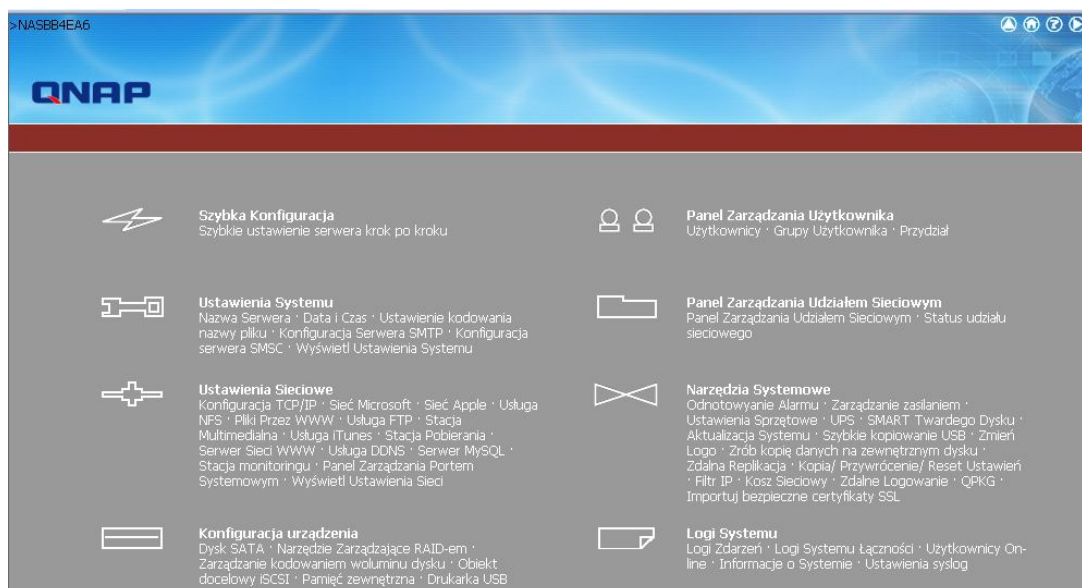 >NASBB4EA6
QNAP
Szybka Konfiguracja
Szybkie ustawienie serwera krok po kroku
Panel Zarządzania Użytkownika
Użytkownicy · Grupy Użytkownika · Przydział
Ustawienia Systemu
Nazwa Serwera · Data i Czas · Ustawienie kodowania
nazwy pliku · Konfiguracja Serwera SMTP · Konfiguracja
serwera SMSC · Wyświetl Ustawienia Systemu
Panel Zarządzania Udziałem Sieciowym
Panel Zarządzania Udziałem Sieciowym · Status udziału
sieciowego
Ustawienia Sieciowe
Konfiguracja TCP/IP · Sieć Microsoft · Sieć Apple · Usługa
NFS · Pliki Przez WWW · Usługa FTP · Stacja
Multimedialna · Usługa iTunes · Stacja Pobierania ·
Serwer Sieci WWW · Usługa DDNS · Serwer MySQL ·
Stacja monitoringu · Panel Zarządzania Portem
Systemowym · Wyświetl Ustawienia Sieci
Narzędzia Systemowe
Odnotowyanie Alarmu · Zarządzanie zasilaniem ·
Ustawienia Sprzętowe · UPS · SMART Twardego Dysku ·
Aktualizacja Systemu · Szybkie kopiowanie USB · Zmień
Logo · Zrób kopię danych na zewnętrznym dysku ·
Zdalna Replikacja · Kopia/ Przywrócenie/ Reset Ustawień
· Filtr IP · Kosz Sieciowy · Zdalne Logowanie · QPKG ·
Importuj bezpieczne certyfikaty SSL
Konfiguracja urządzenia
Dysk SATA · Narzędzie Zarządzające RAID-em ·
Zarządzanie kodowaniem woluminu dysku · Obiekt
docelowy iSCSI · Pamięć zewnętrzna · Drukarka USB
Logi Systemu
Logi Zdarzeń · Logi Systemu Łączności · Użytkownicy On-
line · Informacje o Systemie · Ustawienia syslog